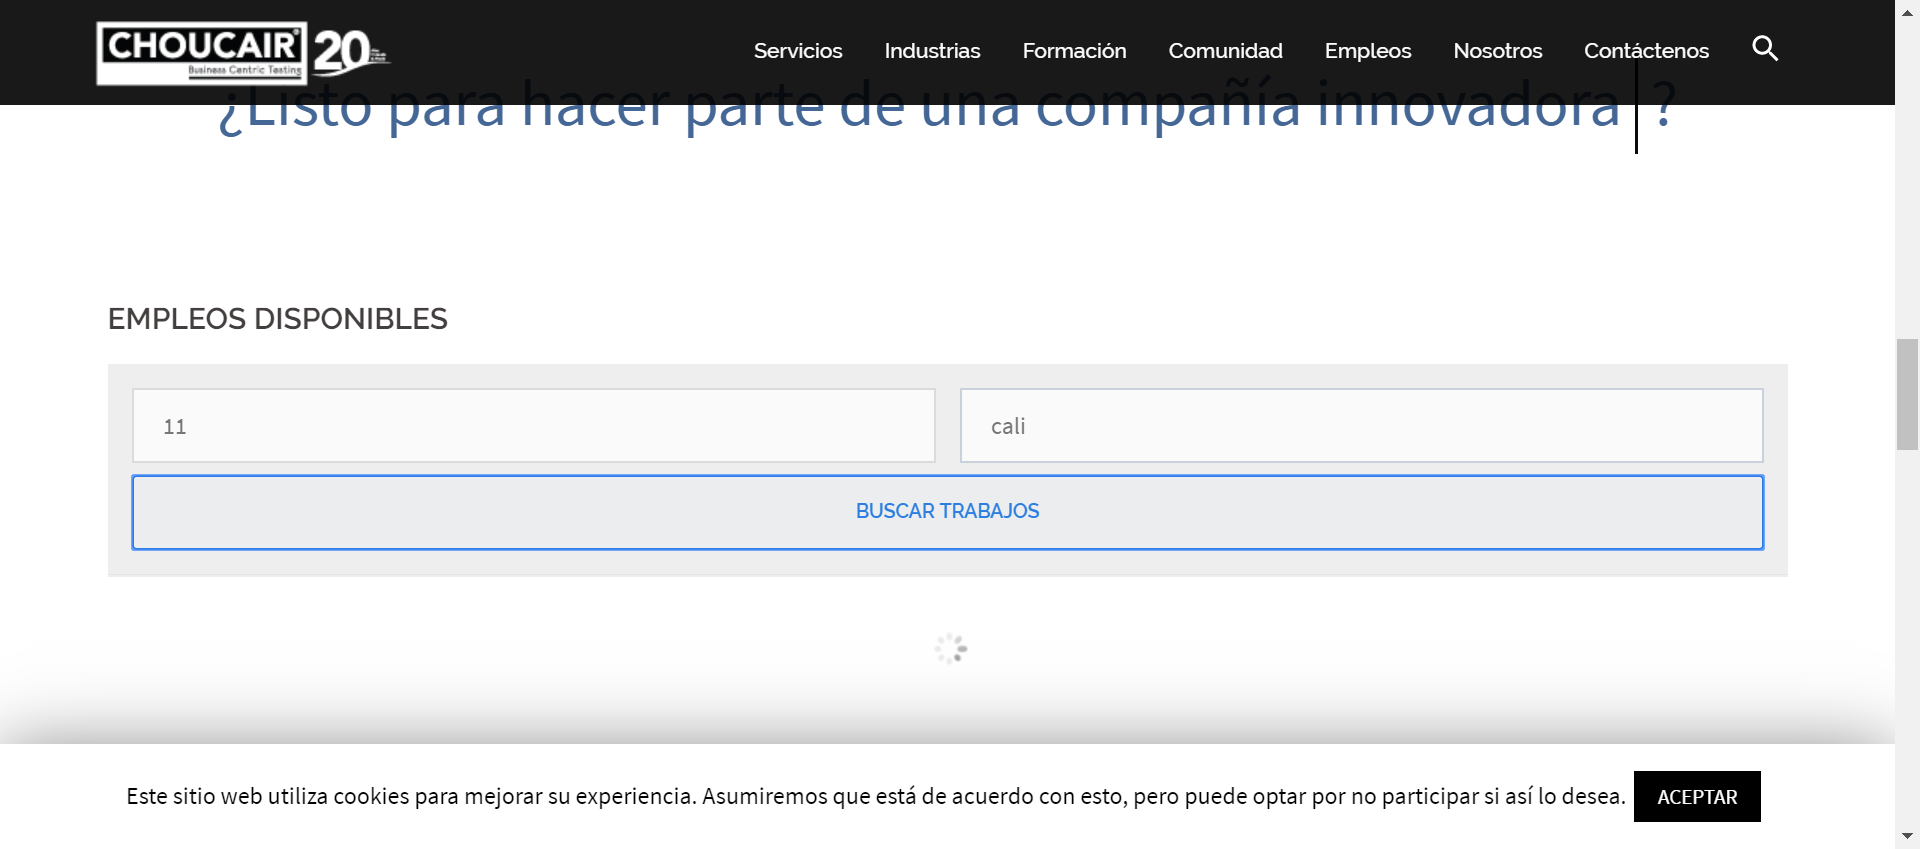 CHOUCAIR
Business Centric Testing
20
Servicios
Industrias
Formación
Comunidad
Empleos
Nosotros
Contáctenos
¿Listo para hacer parte de una compañía innovadora ?
EMPLEOS DISPONIBLES
11
cali
BUSCAR TRABAJOS
Este sitio web utiliza cookies para mejorar su experiencia. Asumiremos que está de acuerdo con esto, pero puede optar por no participar si así lo desea.
ACEPTAR